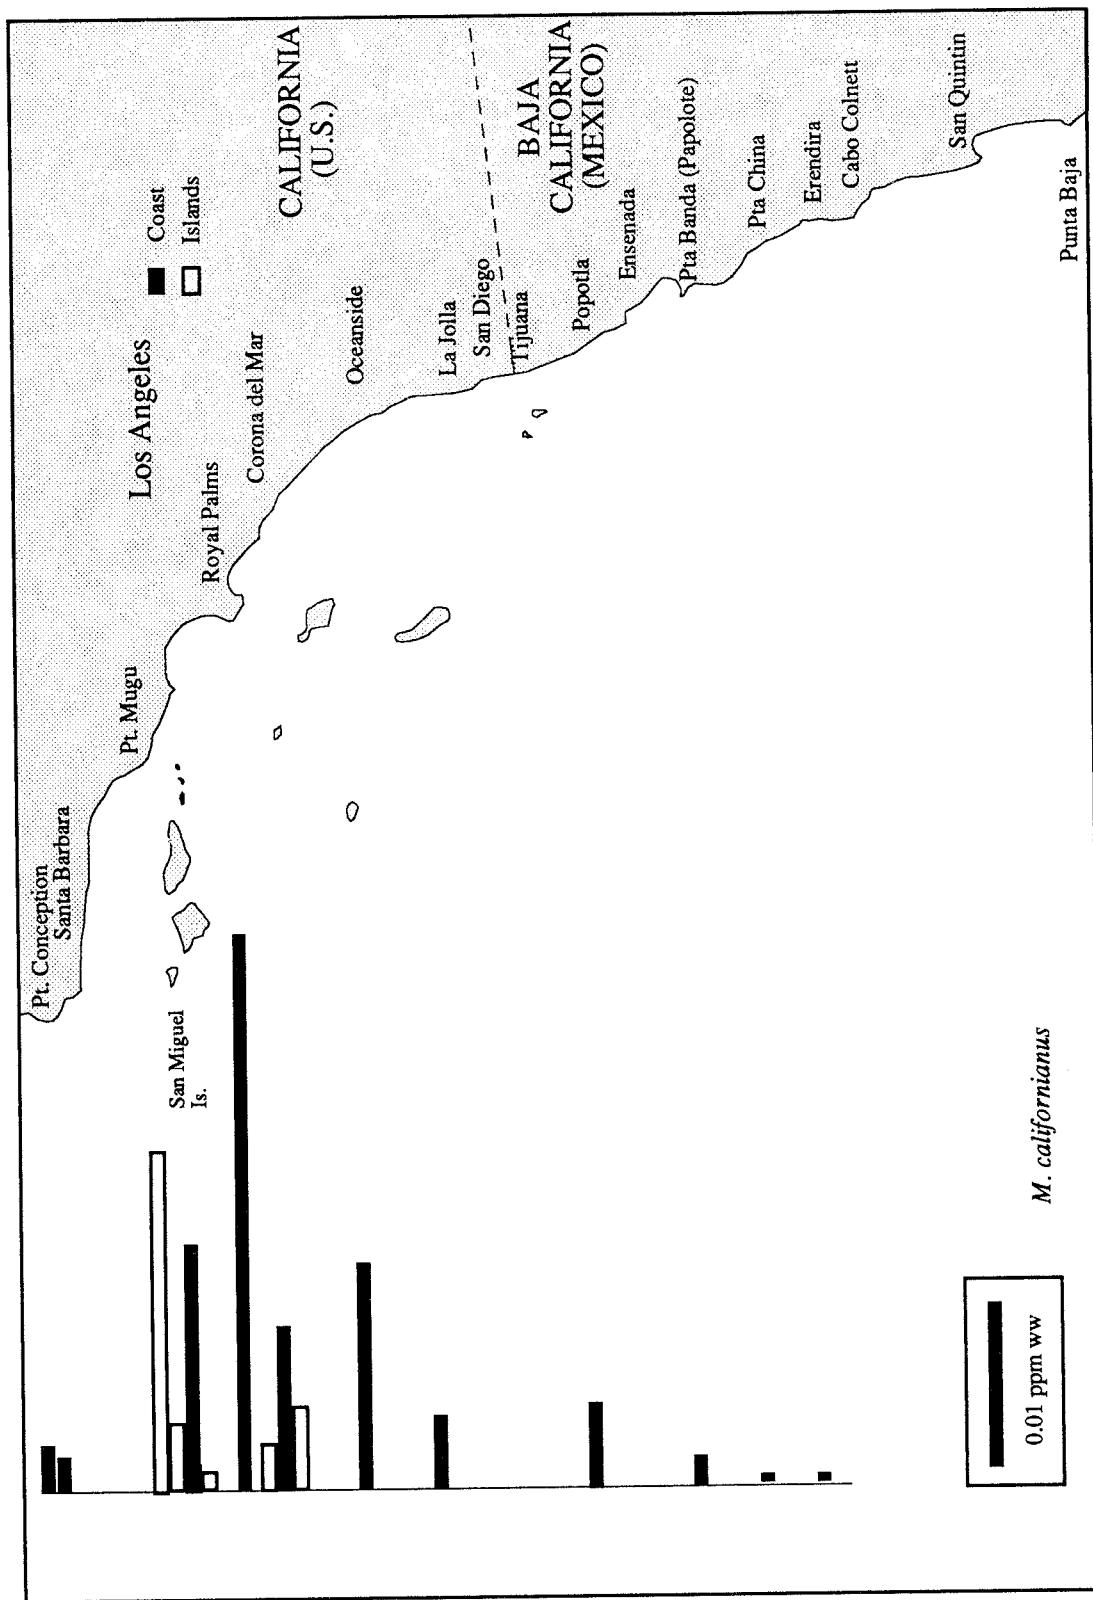 Pt. Conception
Santa Barbara
Pt. Mugu
Los Angeles
Coast
Islands
Royal Palms
Corona del Mar
CALIFORNIA
(U.S.)
Oceanside
La Jolla
San Diego
Tijuana
BAJA
CALIFORNIA
(MEXICO)
Popotla
Ensenada
Pta Banda (Papolote)
Pta China
Erendira
Cabo Colnett
San Quintin
Punta Baja
San Miguel
Is.
M. californianus
0.01 ppm ww